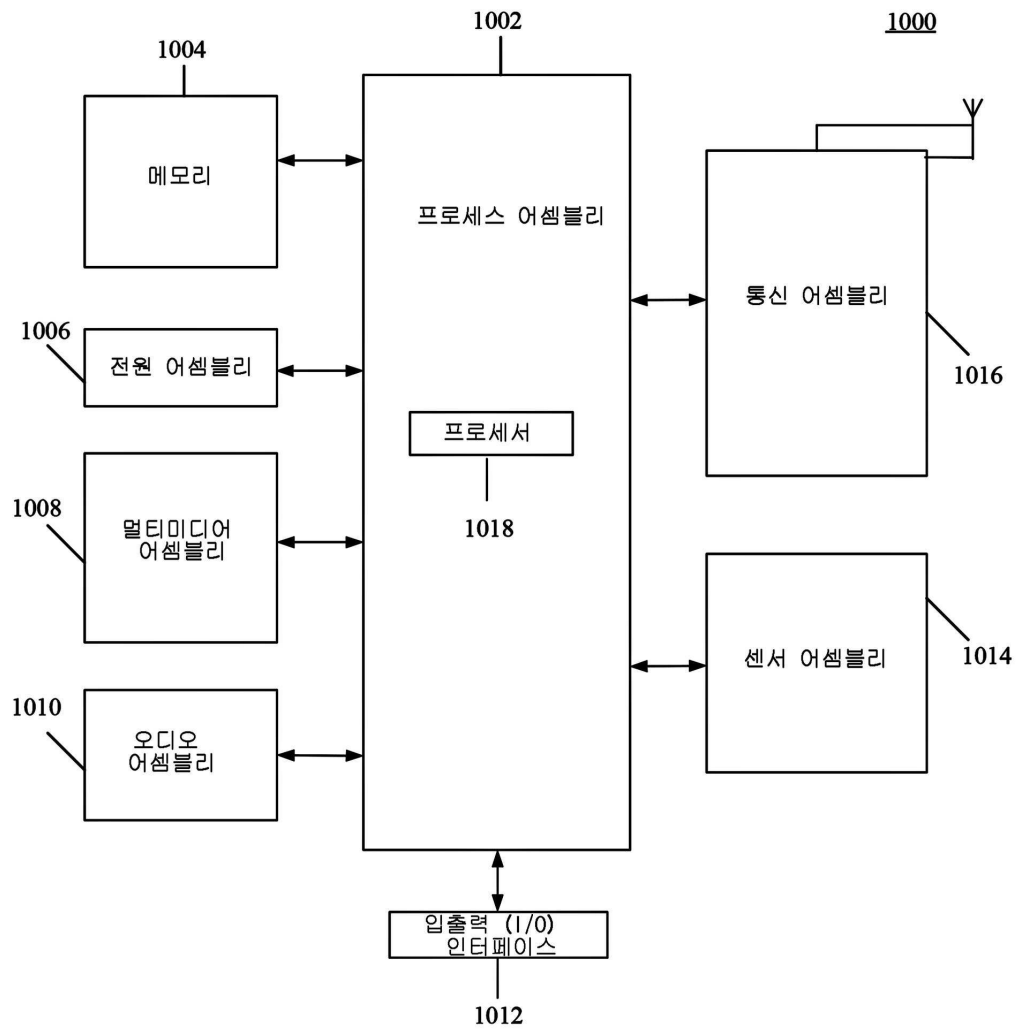 1000
1002
1004
메모리
프로세스 어셈블리
통신 어셈블리
1016
1006
전원 어셈블리
프로세서
1018
1008
멀티미디어
어셈블리
센서 어셈블리
1014
1010
오디오
어셈블리
입출력 (I/O)
인터페이스
1012